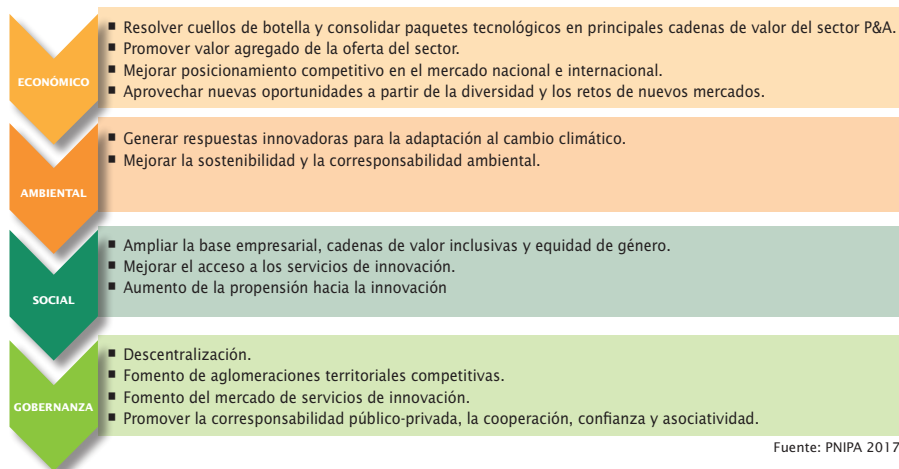 ECONÓMICO
▪ Resolver cuellos de botella y consolidar paquetes tecnológicos en principales cadenas de valor del sector P&A.
▪ Promover valor agregado de la oferta del sector.
▪ Mejorar posicionamiento competitivo en el mercado nacional e internacional.
▪ Aprovechar nuevas oportunidades a partir de la diversidad y los retos de nuevos mercados.
AMBIENTAL
▪ Generar respuestas innovadoras para la adaptación al cambio climático.
▪ Mejorar la sostenibilidad y la corresponsabilidad ambiental.
SOCIAL
▪ Ampliar la base empresarial, cadenas de valor inclusivas y equidad de género.
▪ Mejorar el acceso a los servicios de innovación.
▪ Aumento de la propensión hacia la innovación
GOBERNANZA
▪ Descentralización.
▪ Fomento de aglomeraciones territoriales competitivas.
▪ Fomento del mercado de servicios de innovación.
▪ Promover la corresponsabilidad público-privada, la cooperación, confianza y asociatividad.
Fuente: PNIPA 2017